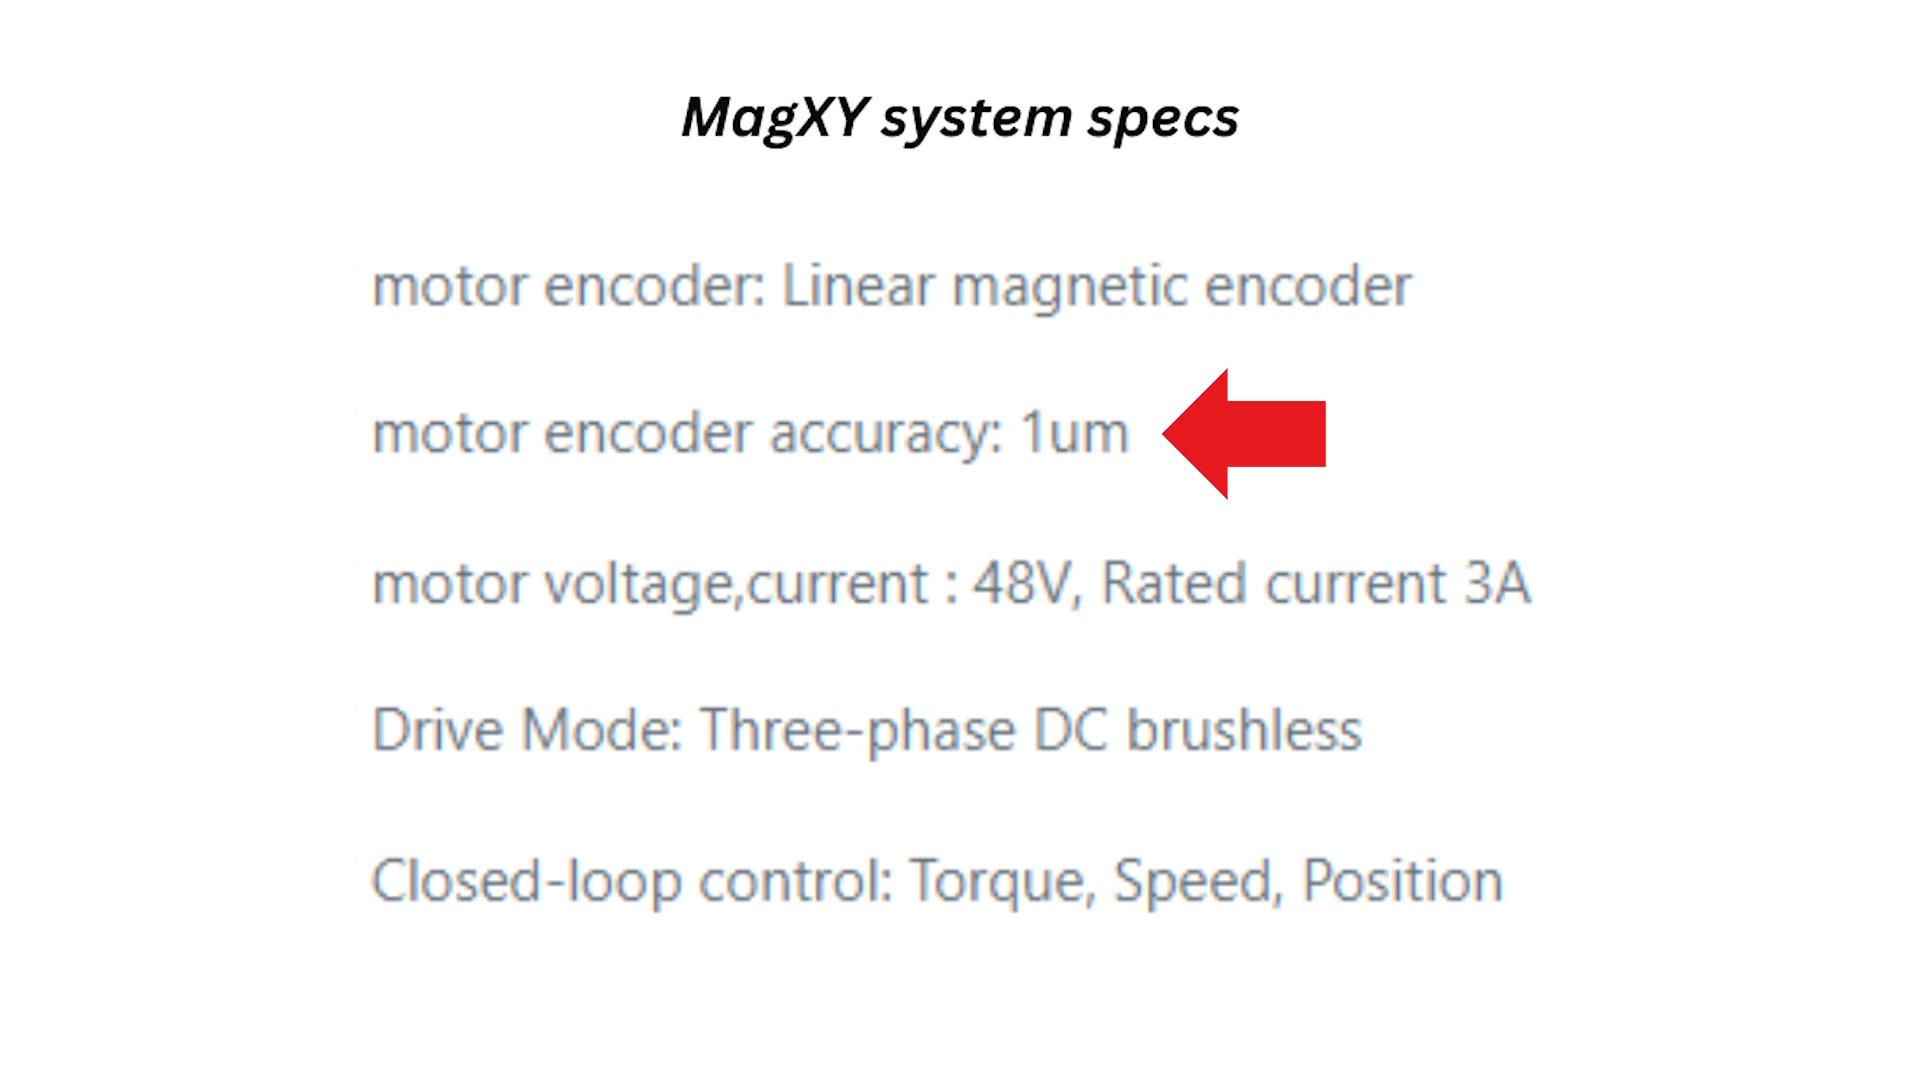 MagXY system specs
motor encoder: Linear magnetic encoder
motor encoder accuracy: 1um
motor voltage,current : 48V, Rated current 3A
Drive Mode: Three-phase DC brushless
Closed-loop control: Torque, Speed, Position